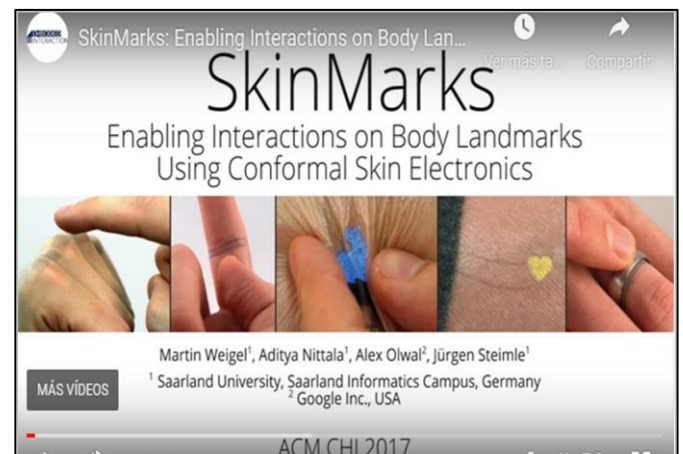 SkinMarks: Enabling Interactions on Body Lan...
Ver más ta...
Compartir
SkinMarks
Enabling Interactions on Body Landmarks
Using Conformal Skin Electronics
Martin Weigel¹, Aditya Nittala¹, Alex Olwal², Jürgen Steimle¹
¹ Saarland University, Saarland Informatics Campus, Germany
² Google Inc., USA
MÁS VÍDEOS
ACM CHI 2017